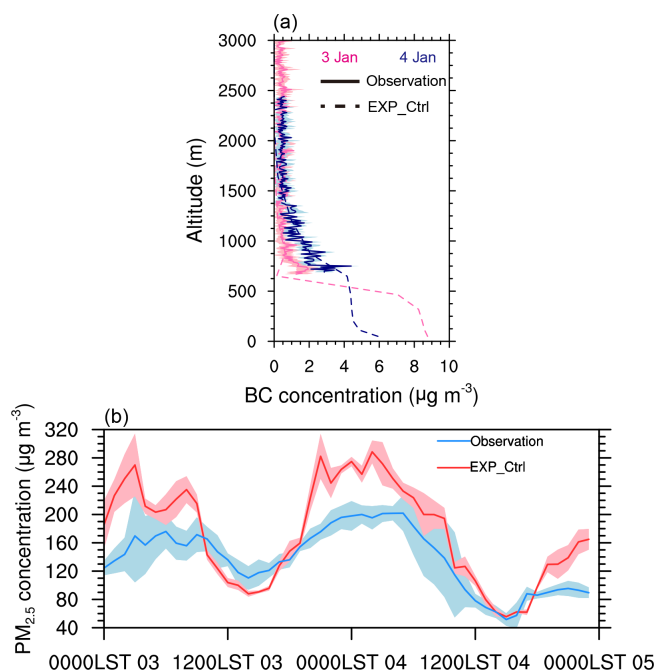 (a)
3000
2500
2000
1500
1000
500
0
Altitude (m)
3 Jan 4 Jan
Observation
EXP_Ctrl
0 2 4 6 8 10
BC concentration (µg m⁻³)
(b)
320
280
240
200
160
120
80
40
PM₂.₅ concentration (µg m⁻³)
Observation
EXP_Ctrl
0000LST 03 1200LST 03 0000LST 04 1200LST 04 0000LST 05